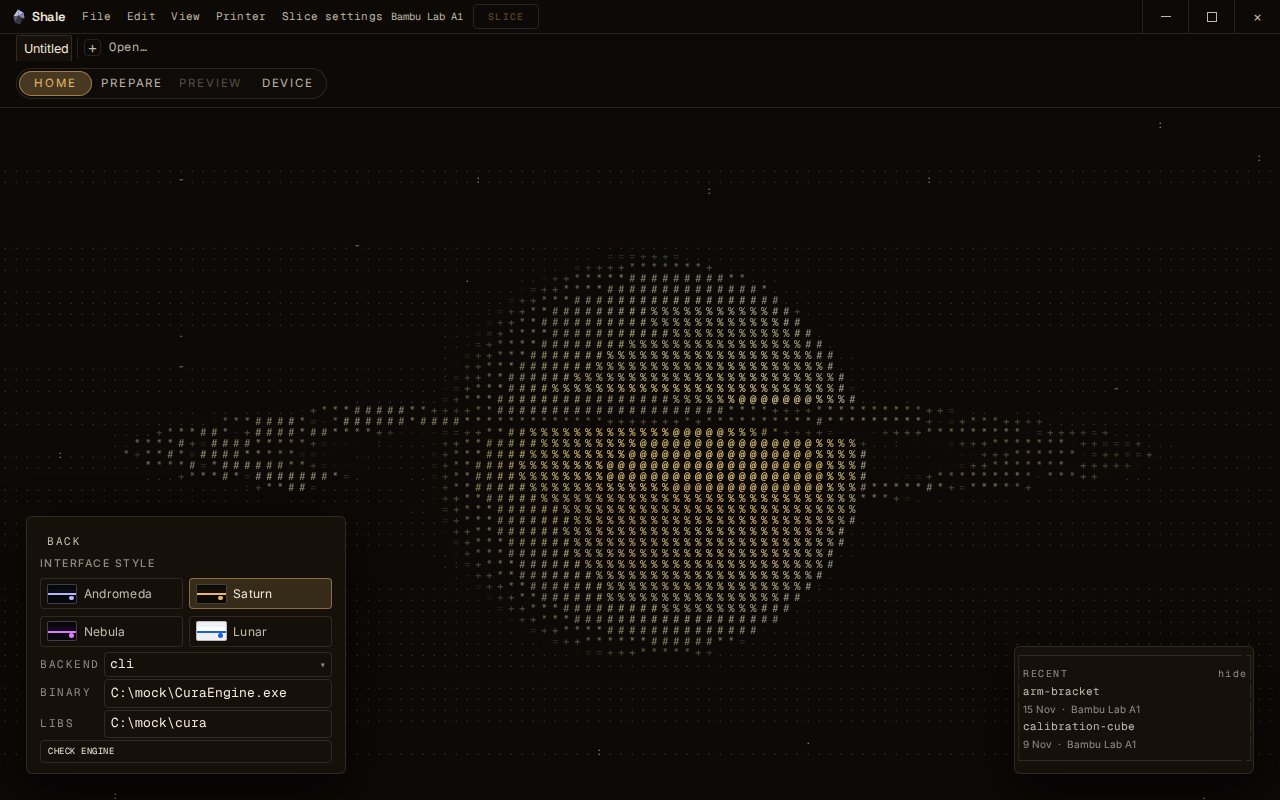 Shale File Edit View Printer Slice settings Bambu Lab A1 SLICE
Untitled + Open…
HOME PREPARE PREVIEW DEVICE
BACK
INTERFACE STYLE
Andromeda Saturn
Nebula Lunar
BACKEND cli
BINARY C:\mock\CuraEngine.exe
LIBS C:\mock\cura
CHECK ENGINE
RECENT hide
arm-bracket
15 Nov · Bambu Lab A1
calibration-cube
9 Nov · Bambu Lab A1